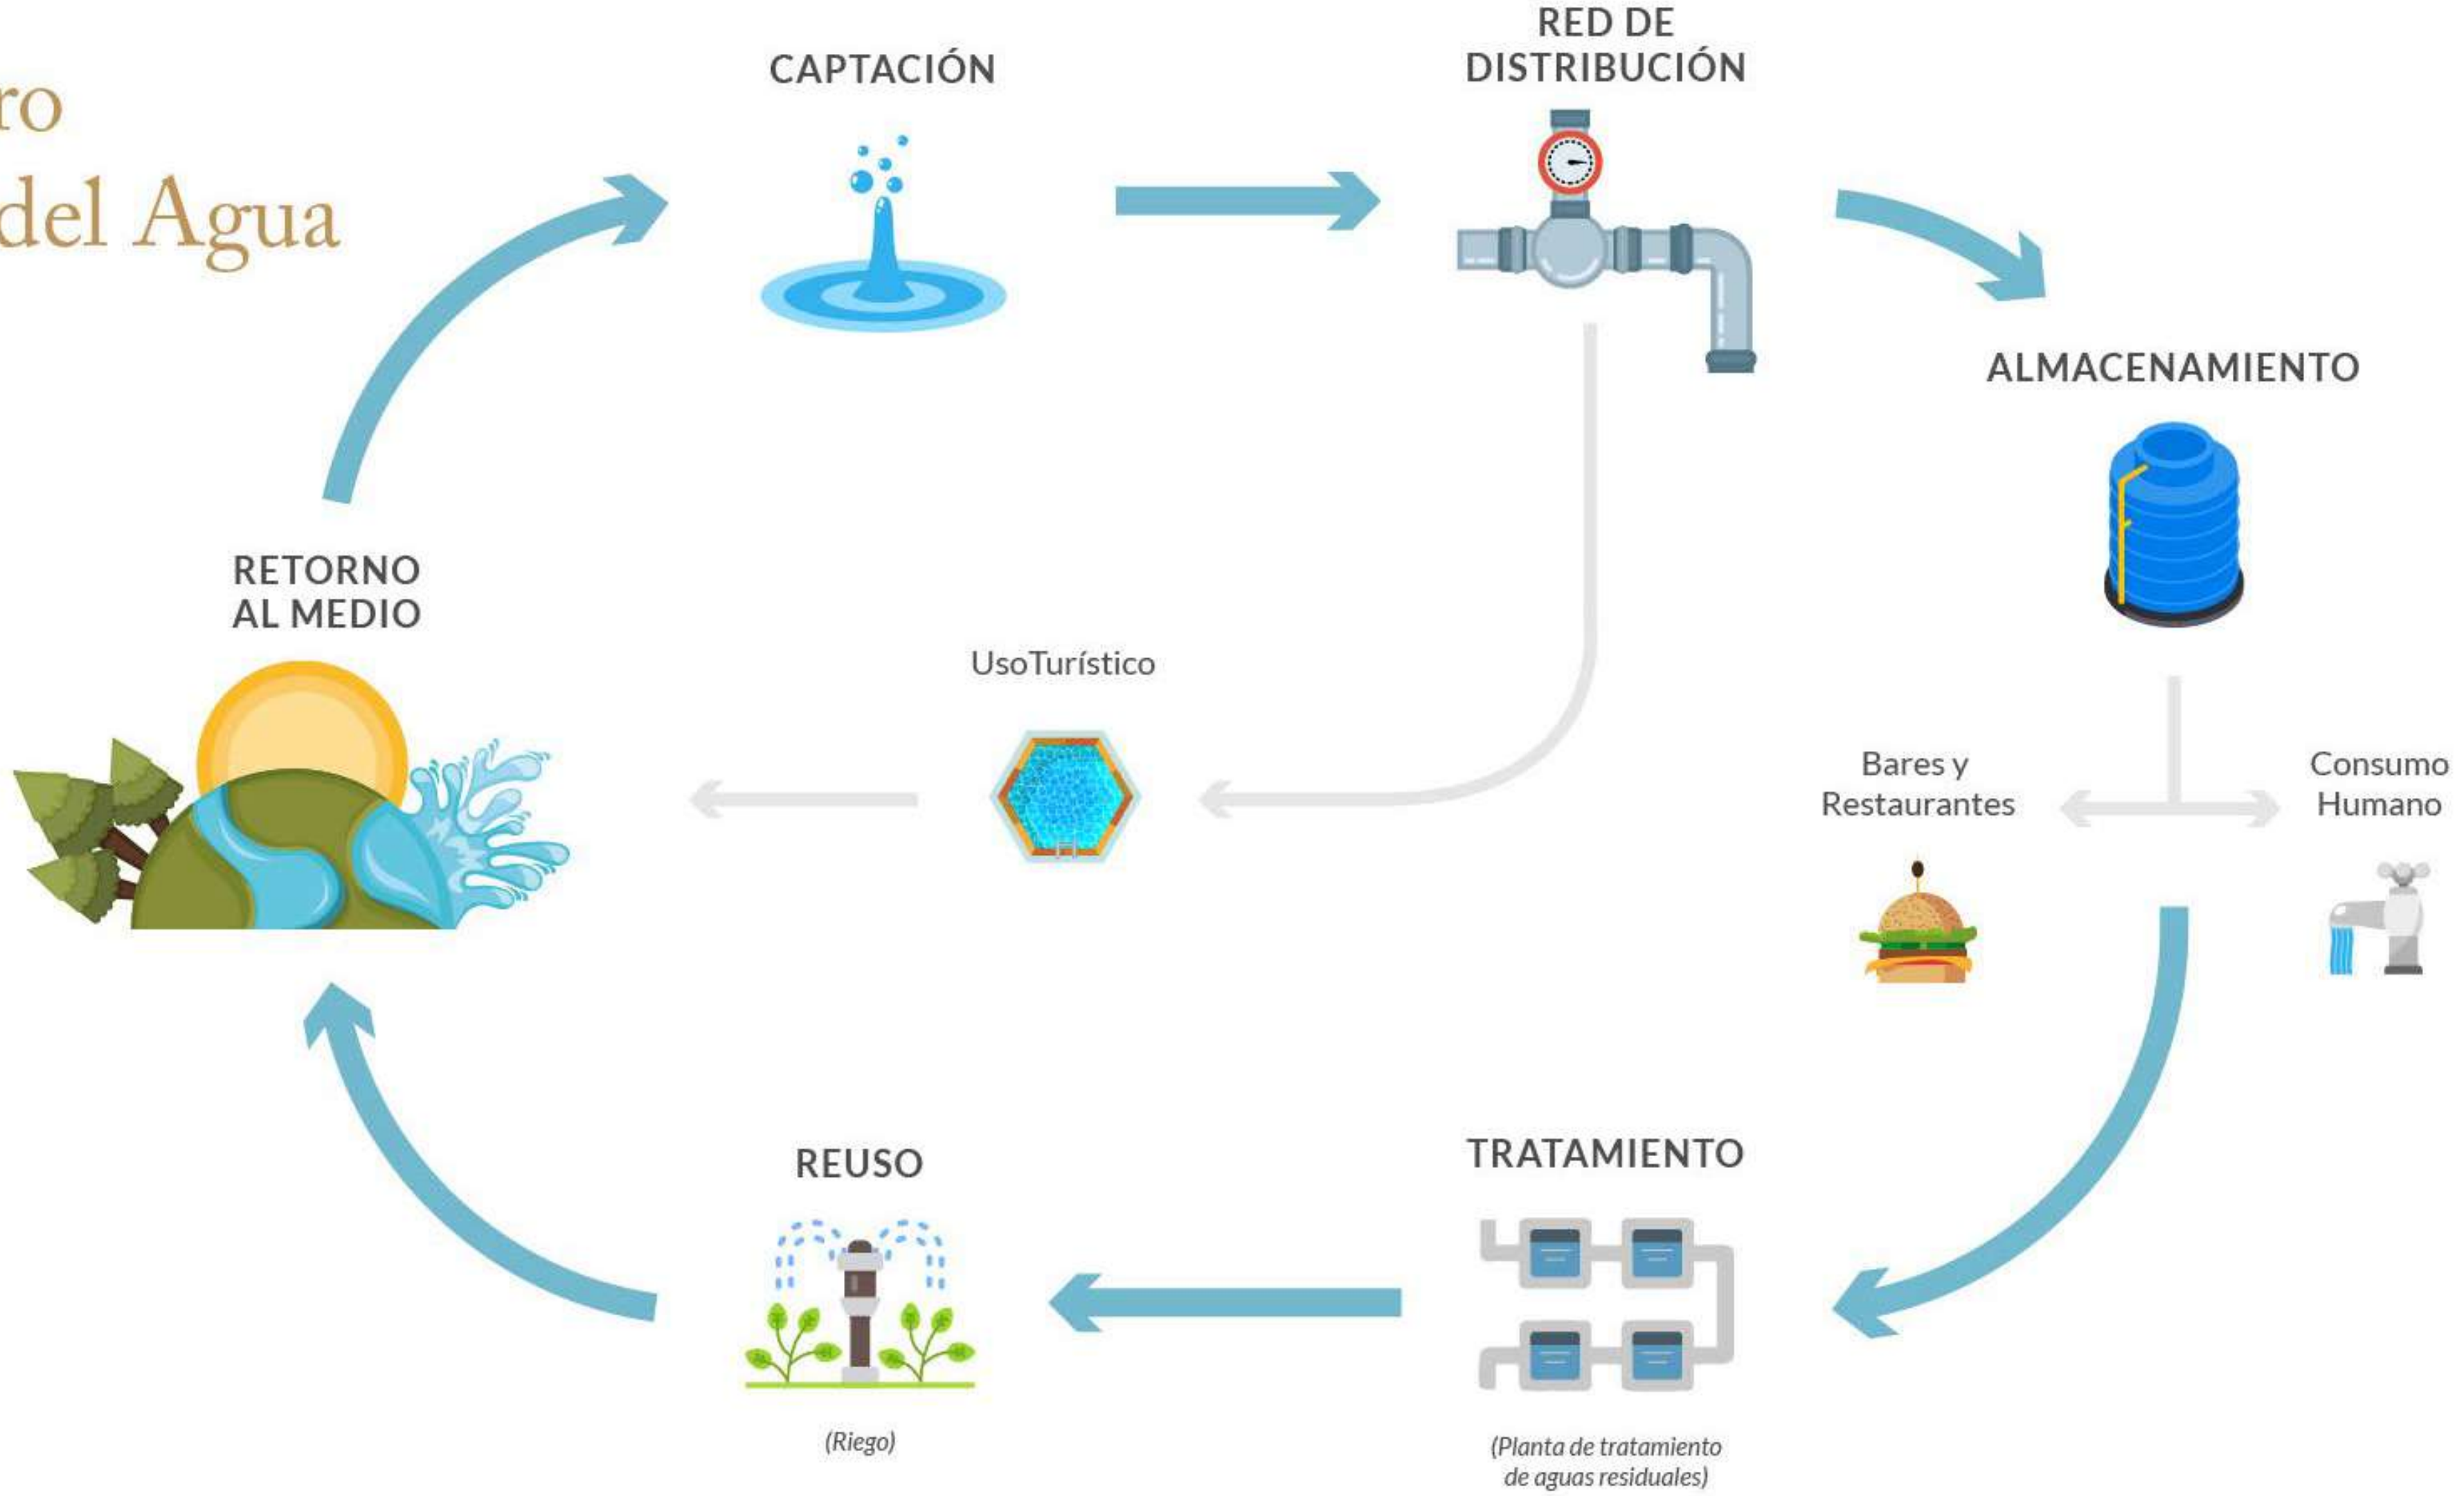 ro
del Agua
CAPTACIÓN
RED DE
DISTRIBUCIÓN
ALMACENAMIENTO
RETORNO
AL MEDIO
UsoTurístico
Bares y
Restaurantes
Consumo
Humano
REUSO
(Riego)
TRATAMIENTO
(Planta de tratamiento
de aguas residuales)